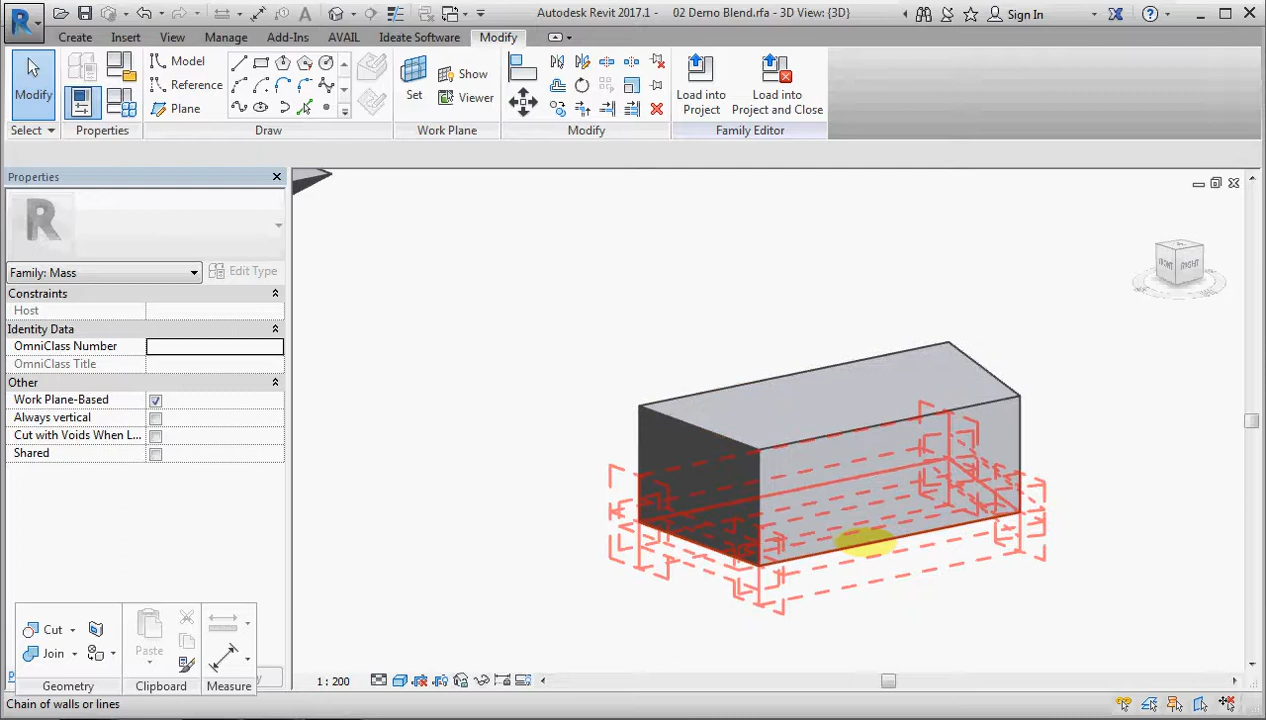 Autodesk Revit 2017.1 - 02 Demo Blend.rfa - 3D View: {3D}
Sign In
Create Insert View Manage Add-Ins AVAIL Ideate Software Modify
Modify
Select
Properties
Model
Reference
Plane
Draw
Set
Show
Viewer
Work Plane
Modify
Load into
Project
Load into
Project and Close
Family Editor
Properties
R
Family: Mass
Edit Type
Constraints
Host
Identity Data
OmniClass Number
OmniClass Title
Other
Work Plane-Based
Always vertical
Cut with Voids When L...
Shared
FRONT
RIGHT
Cut
Join
Geometry
Paste
Clipboard
Measure
1 : 200
Chain of walls or lines